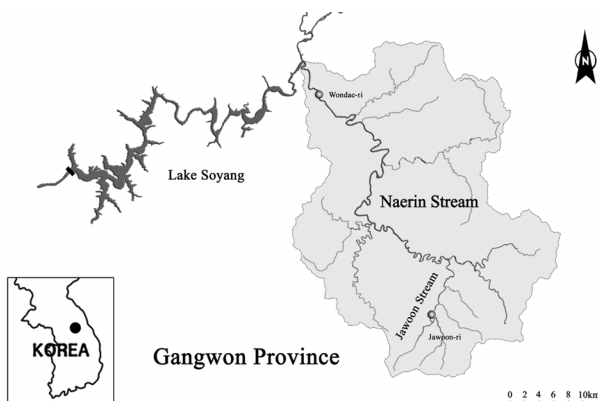 N
Wondae-ri
Lake Soyang
Naerin Stream
Jawoon Stream
Jawoon-ri
KOREA
Gangwon Province
0 2 4 6 8 10km